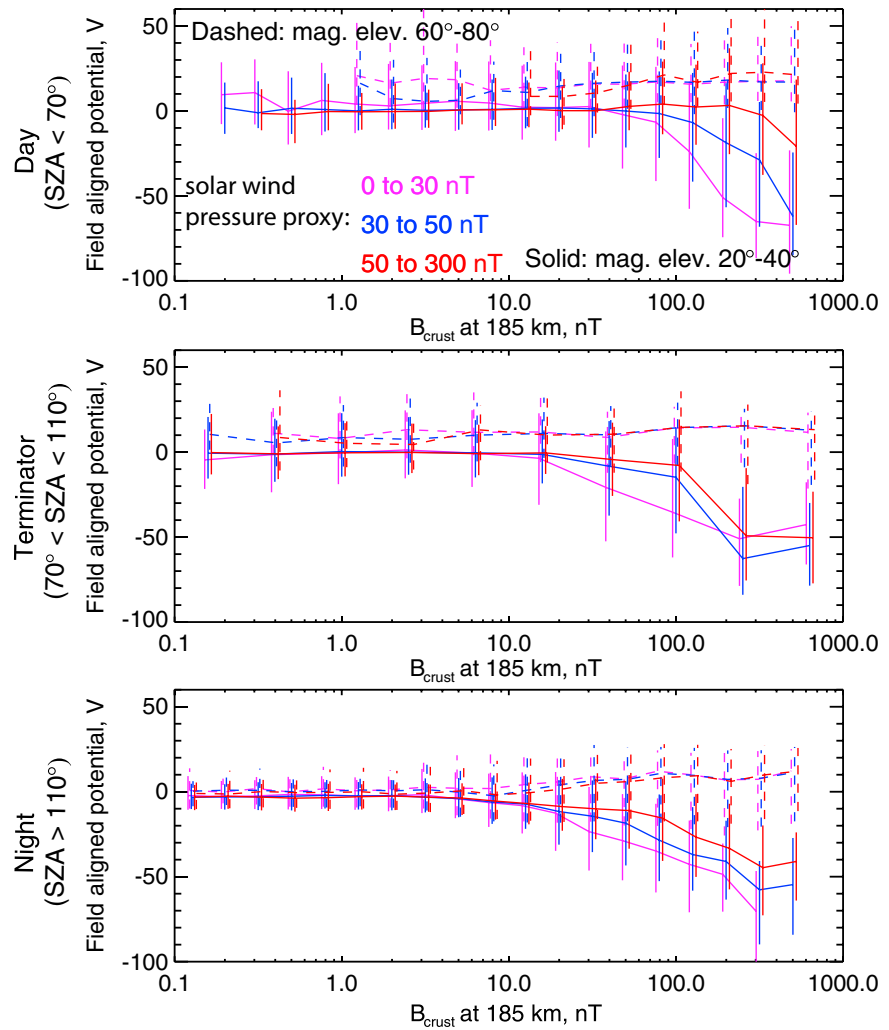 Dashed: mag. elev. 60°-80°
50
0
-50
-100
Day
(SZA < 70°)
Field aligned potential, V
solar wind
pressure proxy:
0 to 30 nT
30 to 50 nT
50 to 300 nT
Solid: mag. elev. 20°-40°
0.1 1.0 10.0 100.0 1000.0
Bcrust at 185 km, nT
50
0
-50
-100
Terminator
(70° < SZA < 110°)
Field aligned potential, V
0.1 1.0 10.0 100.0 1000.0
Bcrust at 185 km, nT
50
0
-50
-100
Night
(SZA > 110°)
Field aligned potential, V
0.1 1.0 10.0 100.0 1000.0
Bcrust at 185 km, nT